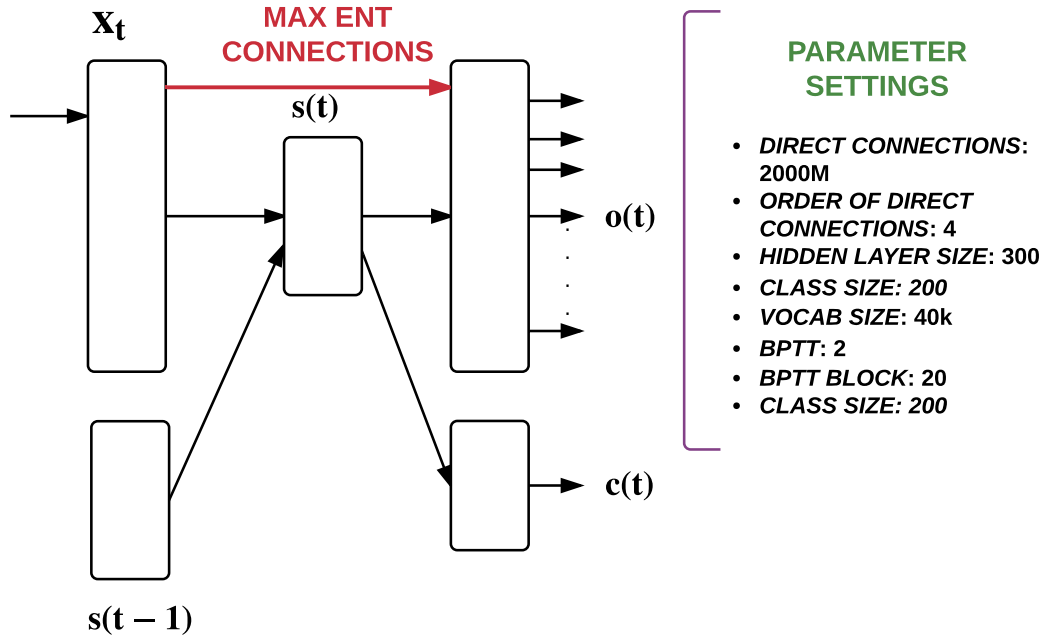 x_t
MAX ENT
CONNECTIONS
s(t)
o(t)
c(t)
s(t − 1)
PARAMETER
SETTINGS
• DIRECT CONNECTIONS:
2000M
• ORDER OF DIRECT
CONNECTIONS: 4
• HIDDEN LAYER SIZE: 300
• CLASS SIZE: 200
• VOCAB SIZE: 40k
• BPTT: 2
• BPTT BLOCK: 20
• CLASS SIZE: 200